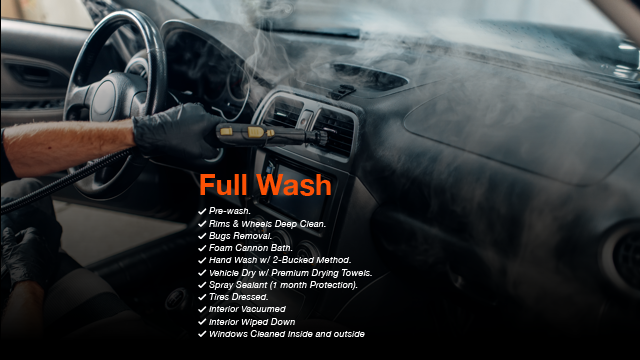 Full Wash
Pre-wash.
Rims & Wheels Deep Clean.
Bugs Removal.
Foam Cannon Bath.
Hand Wash w/ 2-Bucked Method.
Vehicle Dry w/ Premium Drying Towels.
Spray Sealant (1 month Protection).
Tires Dressed.
Interior Vacuumed
Interior Wiped Down
Windows Cleaned Inside and outside